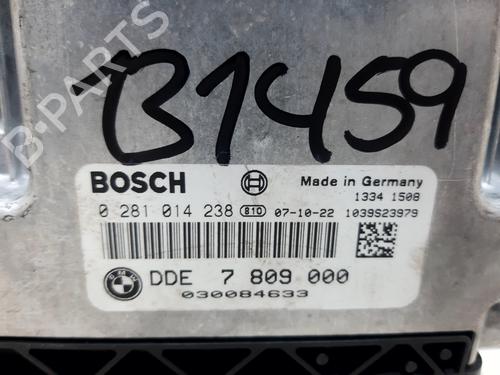 B-PARTS
B1459
BOSCH
Made in Germany
1334 1508
0 281 014 238 B10 07-10-22 1039S23979
DDE 7 809 000
030084633